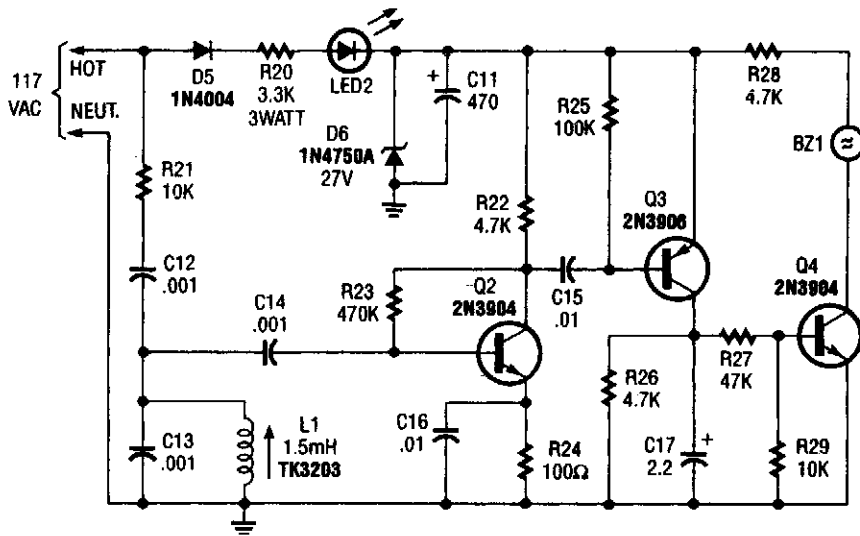 117
VAC
HOT
NEUT.
D5
1N4004
R20
3.3K
3WATT
LED2
D6
1N4750A
27V
+
C11
470
R25
100K
R28
4.7K
BZ1
R21
10K
R22
4.7K
Q3
2N3906
C12
.001
C14
.001
R23
470K
Q2
2N3904
C15
.01
Q4
2N3904
R27
47K
R26
4.7K
C13
.001
L1
1.5mH
TK3203
C16
.01
R24
100Ω
C17
2.2
+
R29
10K